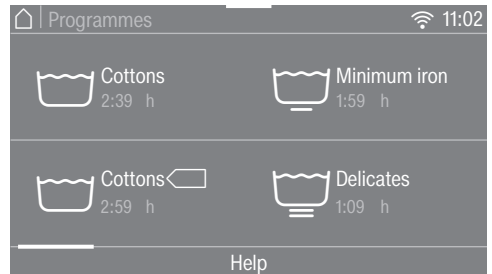 Programmes 11:02
Cottons
2:39 h
Minimum iron
1:59 h
Cottons
2:59 h
Delicates
1:09 h
Help